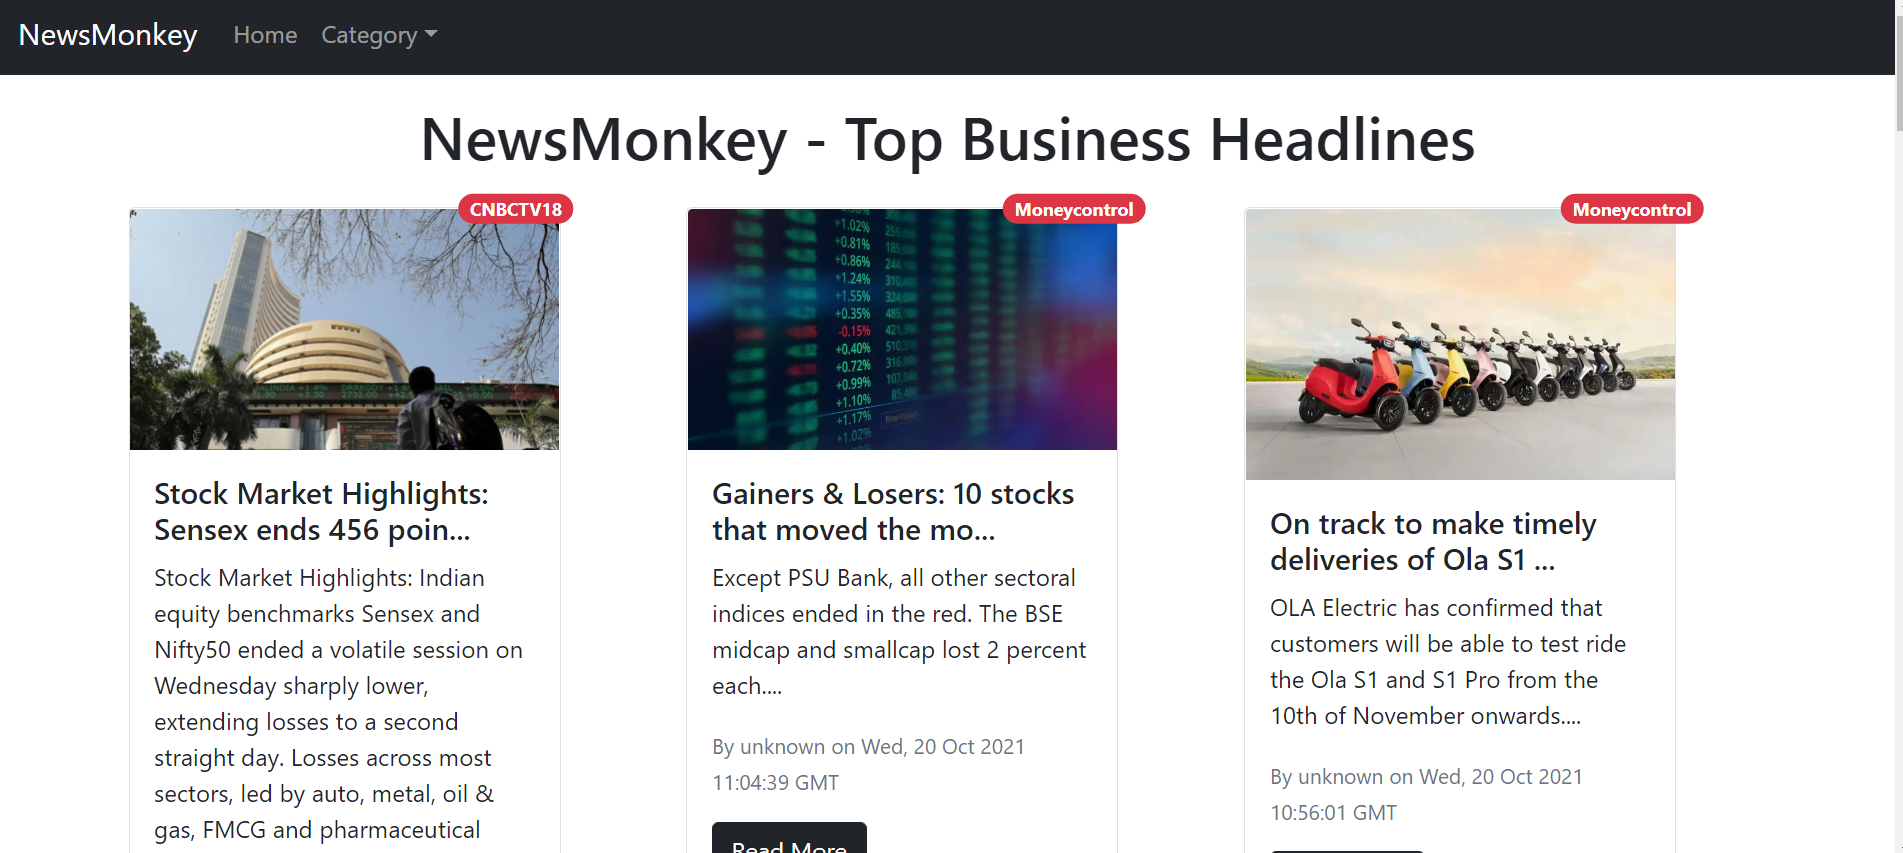 NewsMonkey Home Category
NewsMonkey - Top Business Headlines
CNBCTV18
Stock Market Highlights:
Sensex ends 456 poin...
Stock Market Highlights: Indian
equity benchmarks Sensex and
Nifty50 ended a volatile session on
Wednesday sharply lower,
extending losses to a second
straight day. Losses across most
sectors, led by auto, metal, oil &
gas, FMCG and pharmaceutical
Moneycontrol
+1.02%
+0.81%
+0.86%
+1.24%
+1.55%
+0.35%
-0.15%
+0.40%
+0.72%
+0.99%
+1.10%
+1.17%
+1.02%
Gainers & Losers: 10 stocks
that moved the mo...
Except PSU Bank, all other sectoral
indices ended in the red. The BSE
midcap and smallcap lost 2 percent
each....
By unknown on Wed, 20 Oct 2021
11:04:39 GMT
Read More
Moneycontrol
On track to make timely
deliveries of Ola S1 ...
OLA Electric has confirmed that
customers will be able to test ride
the Ola S1 and S1 Pro from the
10th of November onwards....
By unknown on Wed, 20 Oct 2021
10:56:01 GMT